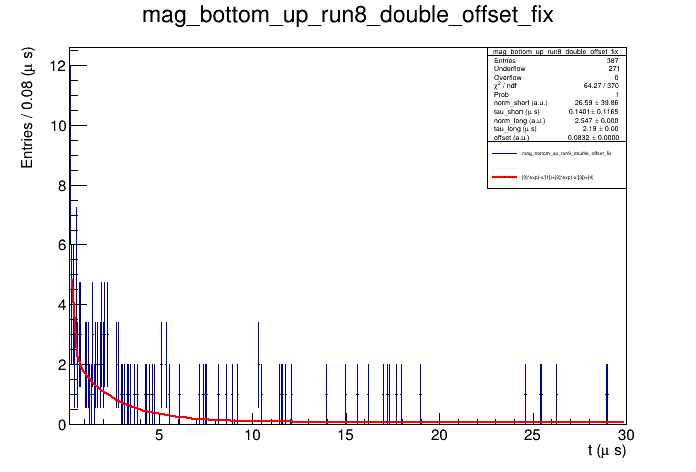 mag_bottom_up_run8_double_offset_fix
Entries / 0.08 (μ s)
12
10
8
6
4
2
0
5
10
15
20
25
30
t (μ s)
mag_bottom_up_run8_double_offset_fix
Entries 387
Underflow 271
Overflow 0
χ² / ndf 64.27 / 370
Prob 1
norm_short (a.u.) 26.59 ± 39.86
tau_short (μ s) 0.1401 ± 0.1165
norm_long (a.u.) 2.547 ± 0.000
tau_long (μ s) 2.19 ± 0.00
offset (a.u.) 0.0832 ± 0.0000
mag_bottom_up_run8_double_offset_fix